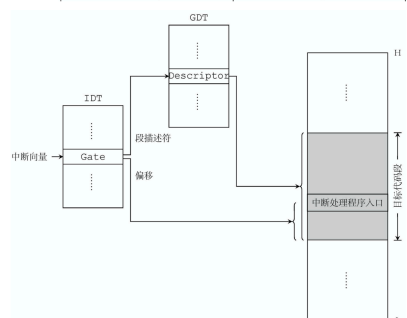 GDT
H
Descriptor
IDT
段描述符
中断向量
Gate
偏移
中断处理程序入口
目标代码段